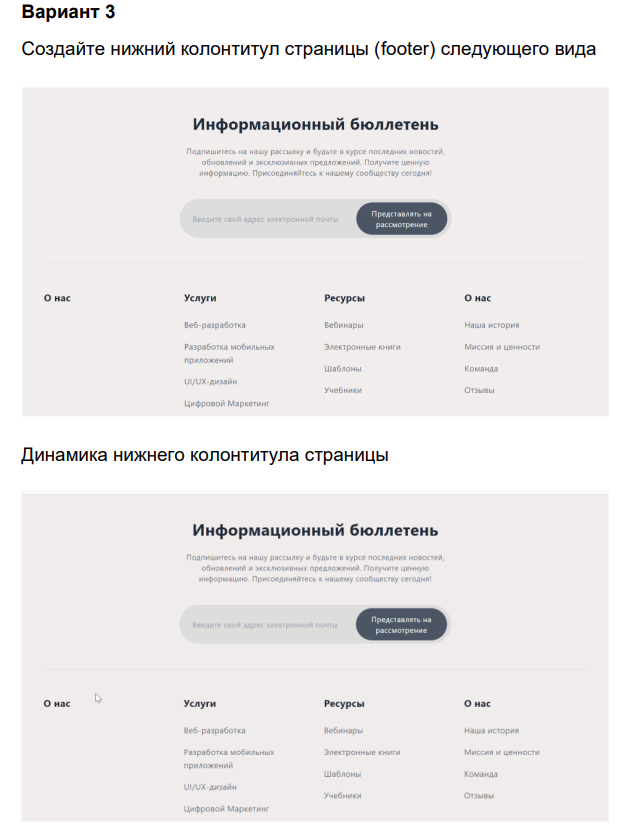 Вариант 3
Создайте нижний колонтитул страницы (footer) следующего вида
Информационный бюллетень
Подпишитесь на нашу рассылку и будьте в курсе последних новостей,
обновлений и эксклюзивных предложений. Получите ценную
информацию. Присоединяйтесь к нашему сообществу сегодня!
Введите свой адрес электронной почты
Представлять на
рассмотрение
О нас
Услуги
Веб-разработка
Разработка мобильных
приложений
UI/UX-дизайн
Цифровой Маркетинг
Ресурсы
Вебинары
Электронные книги
Шаблоны
Учебники
О нас
Наша история
Миссия и ценности
Команда
Отзывы
Динамика нижнего колонтитула страницы
Информационный бюллетень
Подпишитесь на нашу рассылку и будьте в курсе последних новостей,
обновлений и эксклюзивных предложений. Получите ценную
информацию. Присоединяйтесь к нашему сообществу сегодня!
Введите свой адрес электронной почты
Представлять на
рассмотрение
О нас
Услуги
Веб-разработка
Разработка мобильных
приложений
UI/UX-дизайн
Цифровой Маркетинг
Ресурсы
Вебинары
Электронные книги
Шаблоны
Учебники
О нас
Наша история
Миссия и ценности
Команда
Отзывы